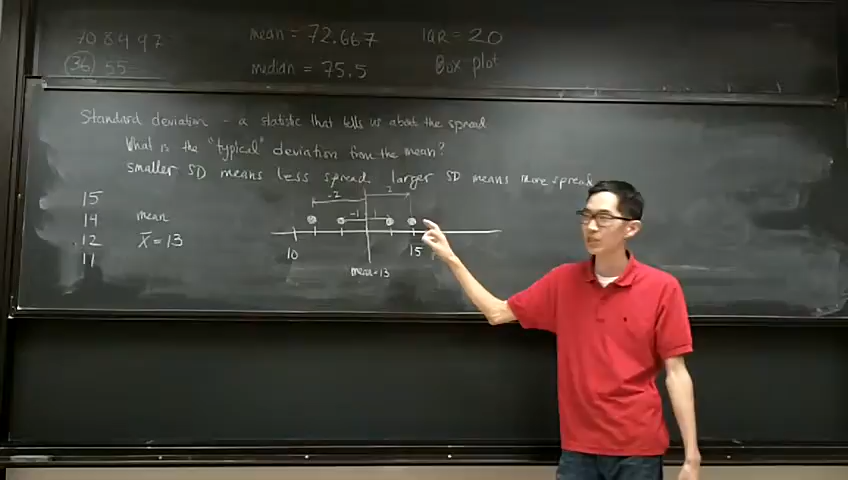 70 84 97 mean = 72.667 IQR = 20
36 55 median = 75.5 Box plot
Standard deviation - a statistic that tells us about the spread
What is the "typical" deviation from the mean?
smaller SD means less spread larger SD means more spread
-2 2
15
14 mean -1 1
12 x̄ = 13
11 10 15
mean=13